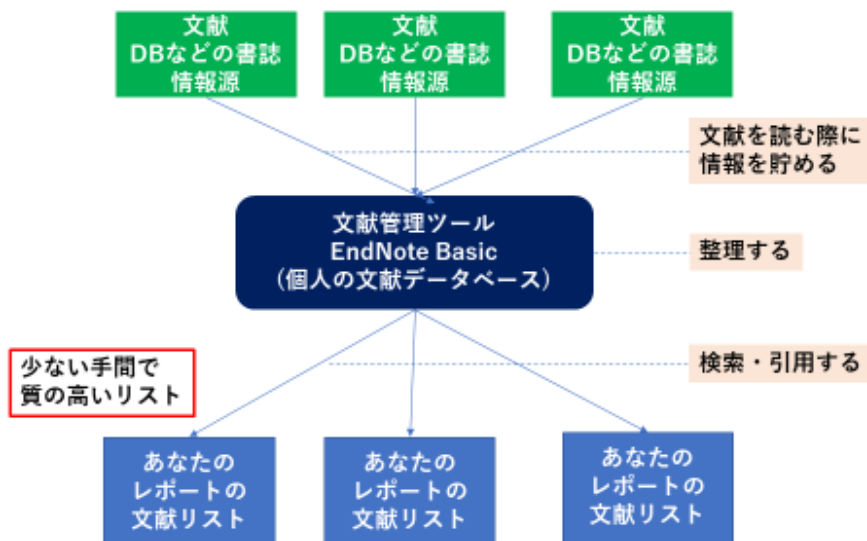 文献
DBなどの書誌
情報源
文献
DBなどの書誌
情報源
文献
DBなどの書誌
情報源
文献を読む際に
情報を貯める
文献管理ツール
EndNote Basic
(個人の文献データベース)
整理する
少ない手間で
質の高いリスト
検索・引用する
あなたの
レポートの
文献リスト
あなたの
レポートの
文献リスト
あなたの
レポートの
文献リスト